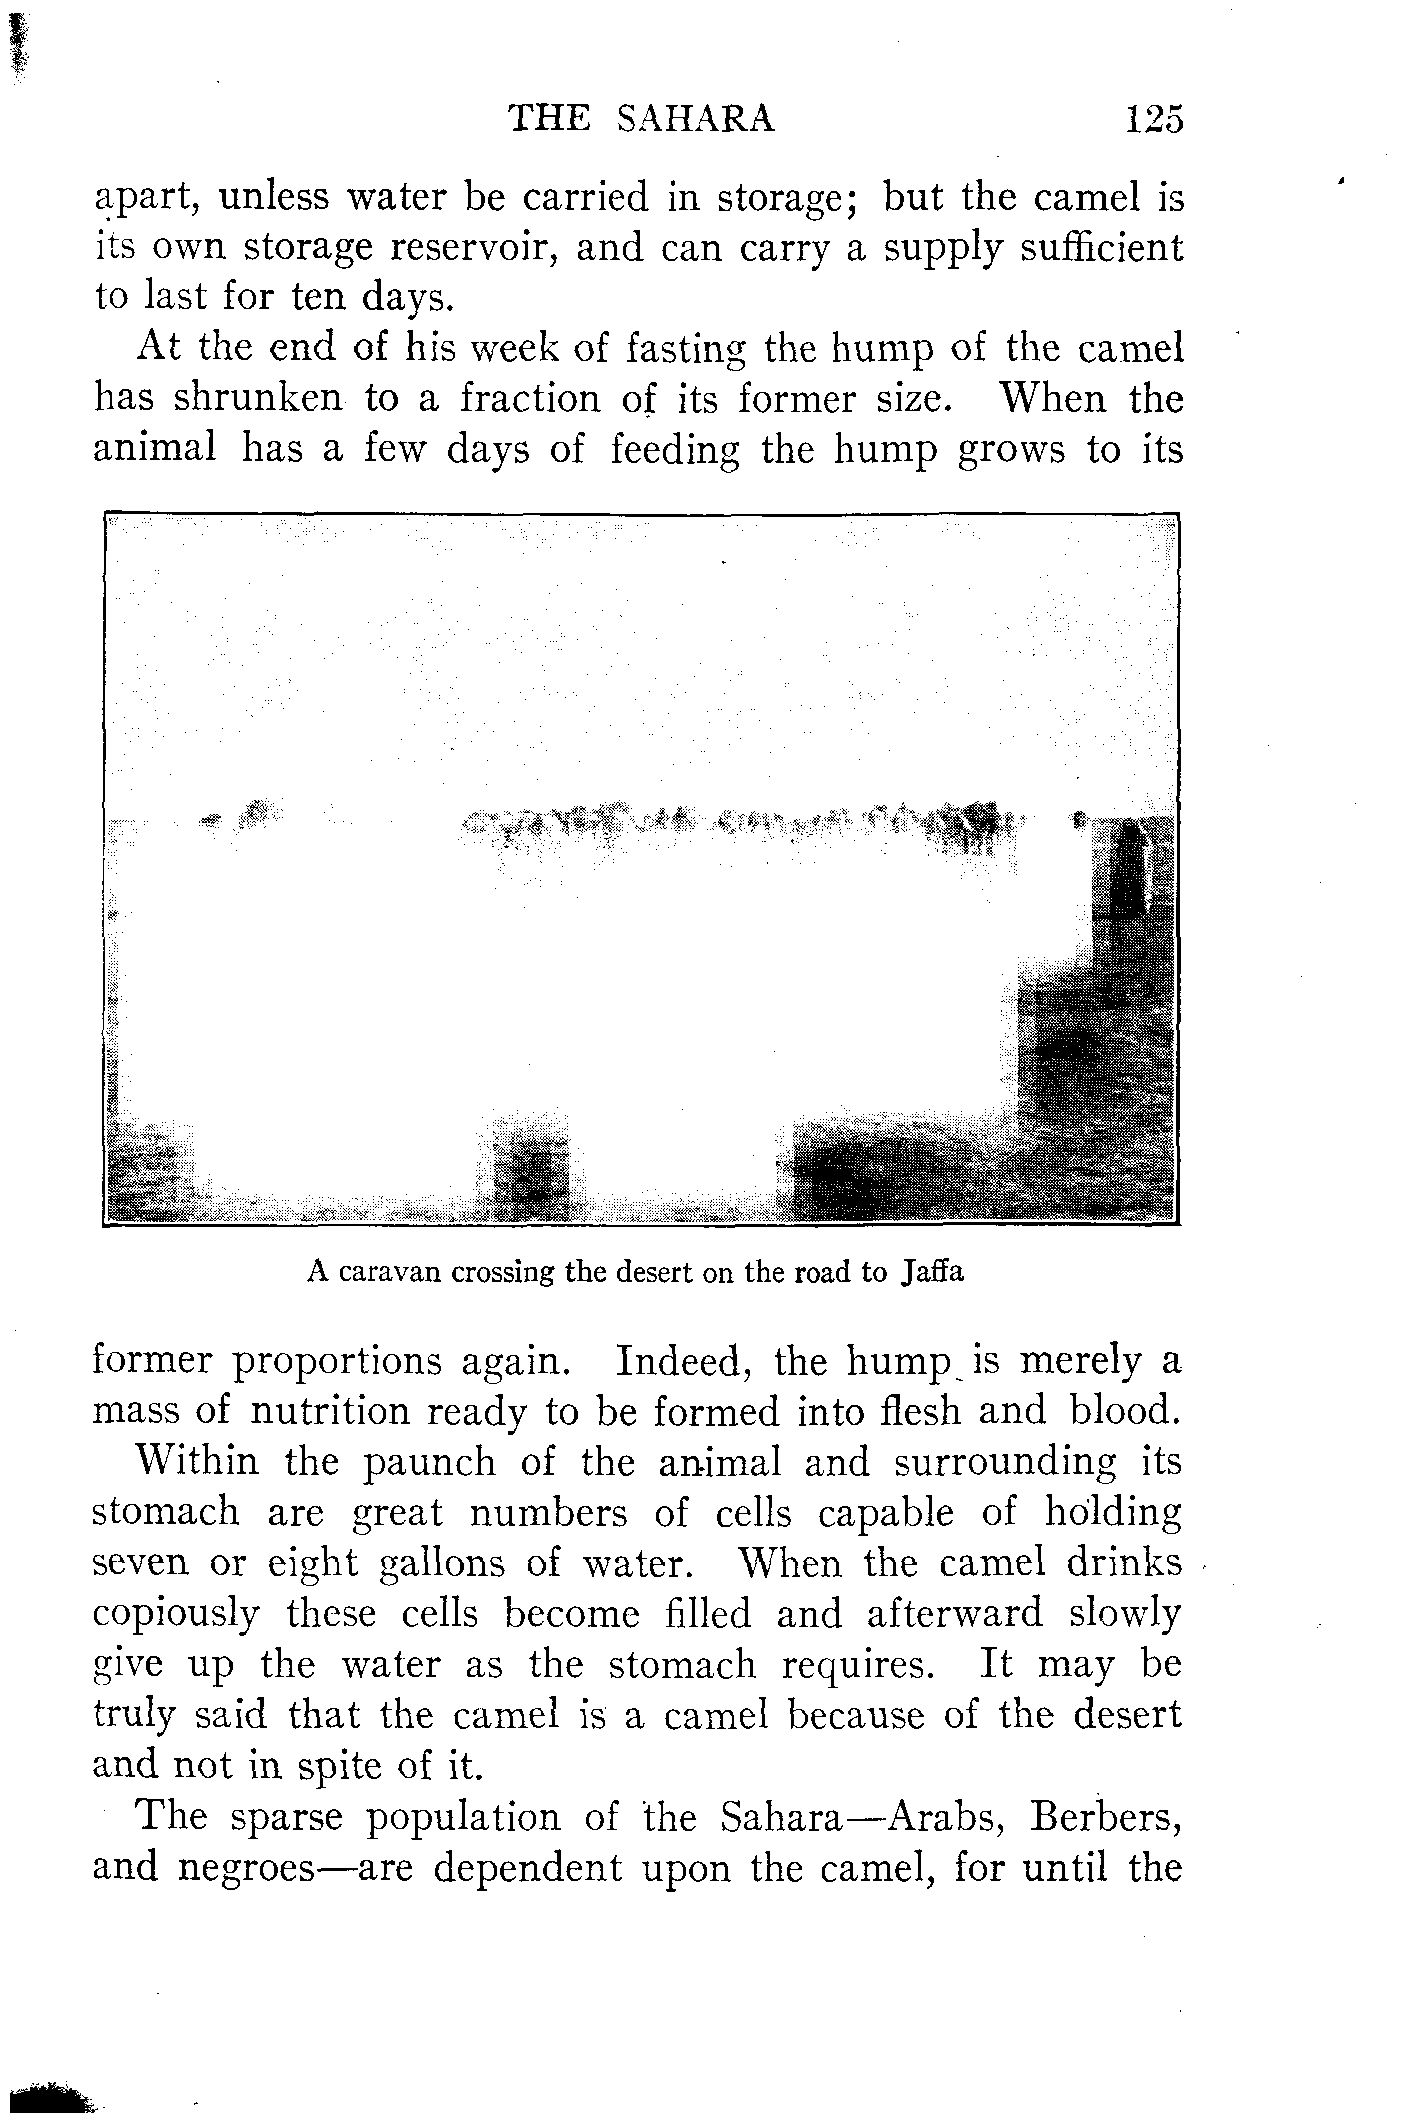 THE SAHARA 125
apart, unless water be carried in storage; but the camel is
its own storage reservoir, and can carry a supply sufficient
to last for ten days.
At the end of his week of fasting the hump of the camel
has shrunken to a fraction of its former size. When the
animal has a few days of feeding the hump grows to its
A caravan crossing the desert on the road to Jaffa
former proportions again. Indeed, the hump is merely a
mass of nutrition ready to be formed into flesh and blood.
Within the paunch of the animal and surrounding its
stomach are great numbers of cells capable of holding
seven or eight gallons of water. When the camel drinks
copiously these cells become filled and afterward slowly
give up the water as the stomach requires. It may be
truly said that the camel is a camel because of the desert
and not in spite of it.
The sparse population of the Sahara—Arabs, Berbers,
and negroes—are dependent upon the camel, for until the